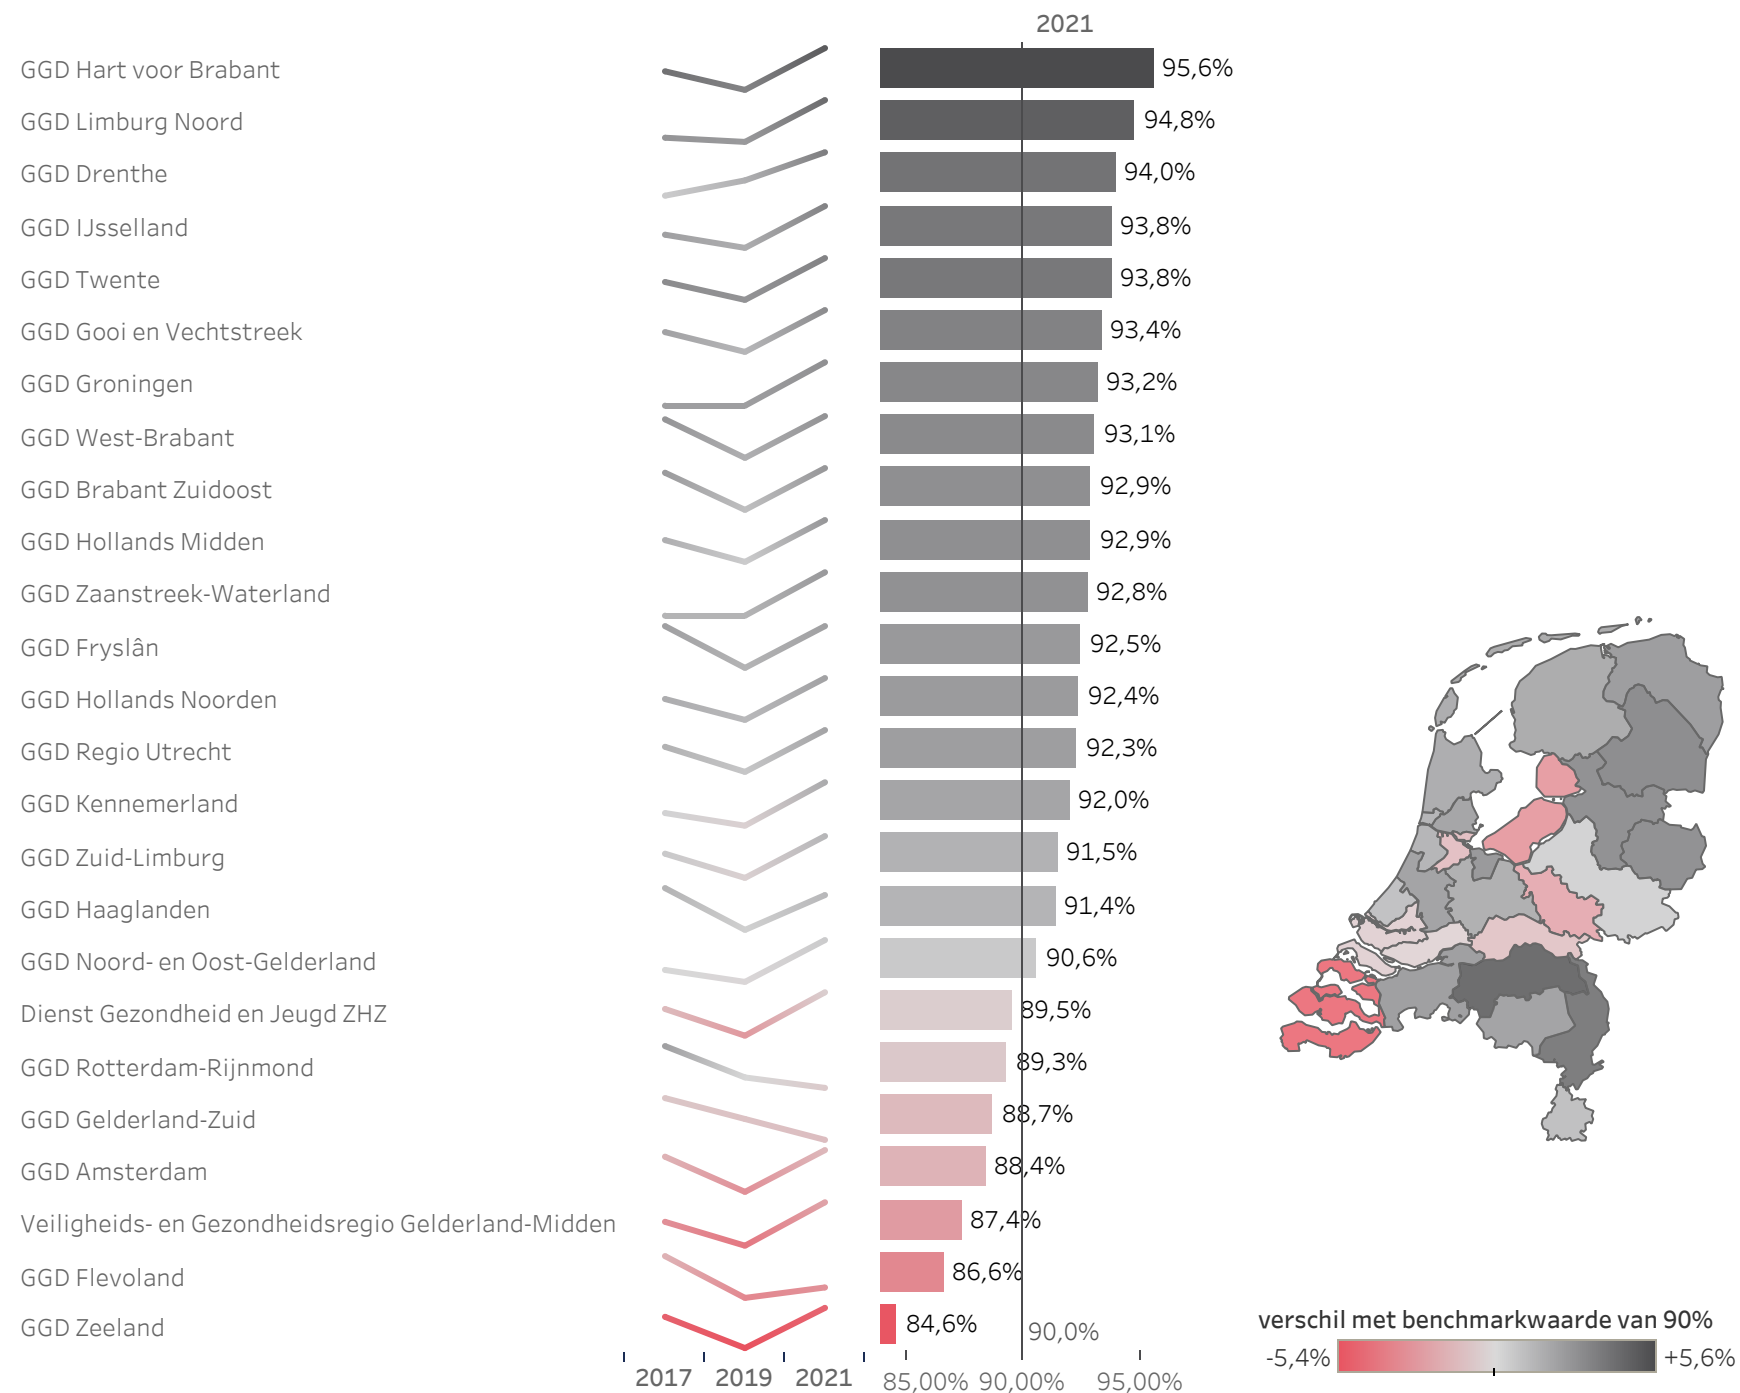 2021
GGD Hart voor Brabant 95,6%
GGD Limburg Noord 94,8%
GGD Drenthe 94,0%
GGD IJsselland 93,8%
GGD Twente 93,8%
GGD Gooi en Vechtstreek 93,4%
GGD Groningen 93,2%
GGD West-Brabant 93,1%
GGD Brabant Zuidoost 92,9%
GGD Hollands Midden 92,9%
GGD Zaanstreek-Waterland 92,8%
GGD Fryslân 92,5%
GGD Hollands Noorden 92,4%
GGD Regio Utrecht 92,3%
GGD Kennemerland 92,0%
GGD Zuid-Limburg 91,5%
GGD Haaglanden 91,4%
GGD Noord- en Oost-Gelderland 90,6%
Dienst Gezondheid en Jeugd ZHZ 89,5%
GGD Rotterdam-Rijnmond 89,3%
GGD Gelderland-Zuid 88,7%
GGD Amsterdam 88,4%
Veiligheids- en Gezondheidsregio Gelderland-Midden 87,4%
GGD Flevoland 86,6%
GGD Zeeland 84,6% 90,0%
2017 2019 2021 85,00% 90,00% 95,00%
verschil met benchmarkwaarde van 90%
-5,4% +5,6%